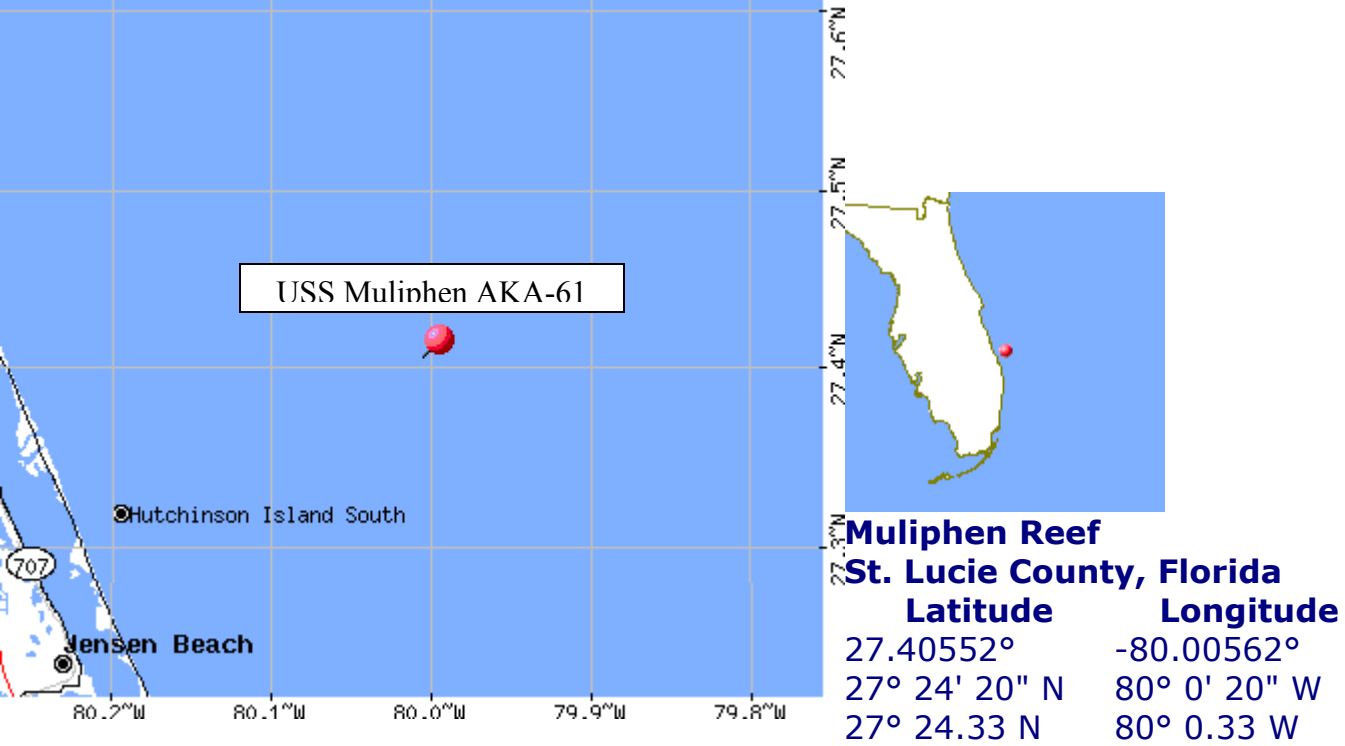 27.6°N
27.5°N
USS Muliphen AKA-61
27.4°N
Hutchinson Island South
27.3°N
707
Jensen Beach
80.2°W 80.1°W 80.0°W 79.9°W 79.8°W
Muliphen Reef
St. Lucie County, Florida
Latitude Longitude
27.40552° -80.00562°
27° 24' 20" N 80° 0' 20" W
27° 24.33 N 80° 0.33 W